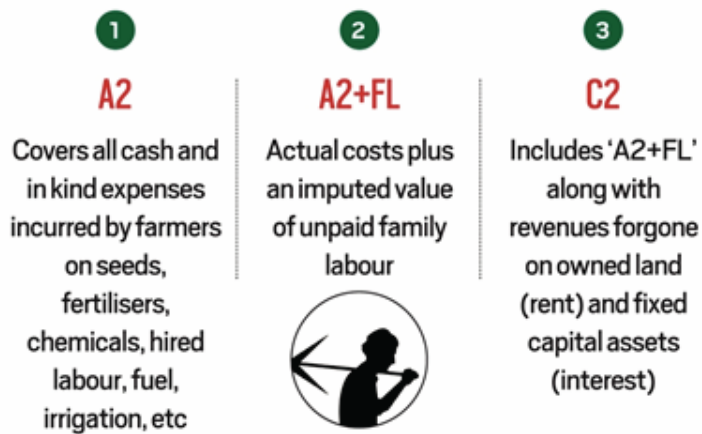 1
A2
Covers all cash and
in kind expenses
incurred by farmers
on seeds,
fertilisers,
chemicals, hired
labour, fuel,
irrigation, etc
2
A2+FL
Actual costs plus
an imputed value
of unpaid family
labour
3
C2
Includes ‘A2+FL’
along with
revenues forgone
on owned land
(rent) and fixed
capital assets
(interest)